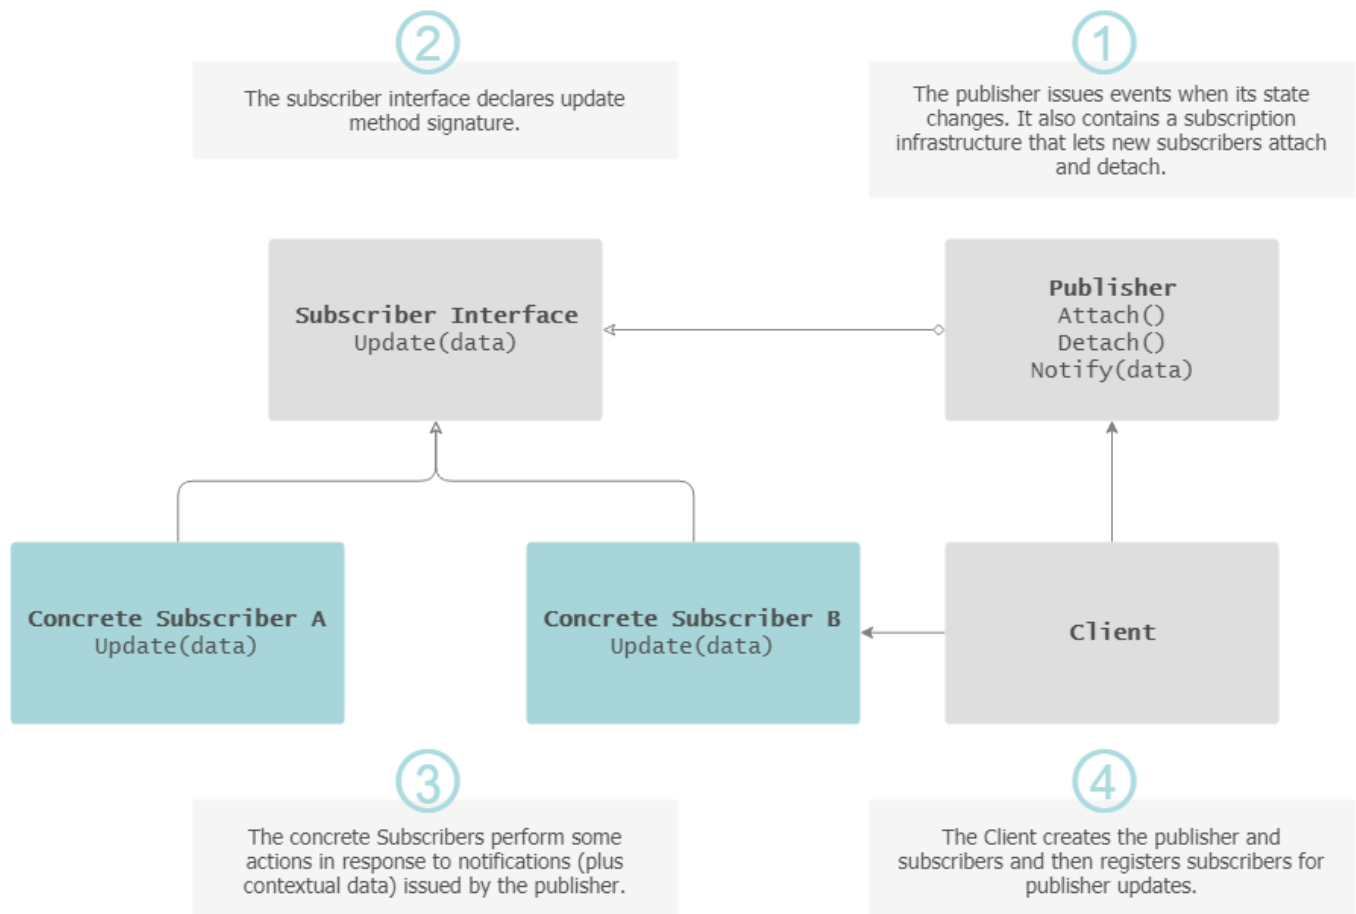 2
The subscriber interface declares update
method signature.
1
The publisher issues events when its state
changes. It also contains a subscription
infrastructure that lets new subscribers attach
and detach.
Subscriber Interface
Update(data)
Publisher
Attach()
Detach()
Notify(data)
Concrete Subscriber A
Update(data)
Concrete Subscriber B
Update(data)
Client
3
The concrete Subscribers perform some
actions in response to notifications (plus
contextual data) issued by the publisher.
4
The Client creates the publisher and
subscribers and then registers subscribers for
publisher updates.